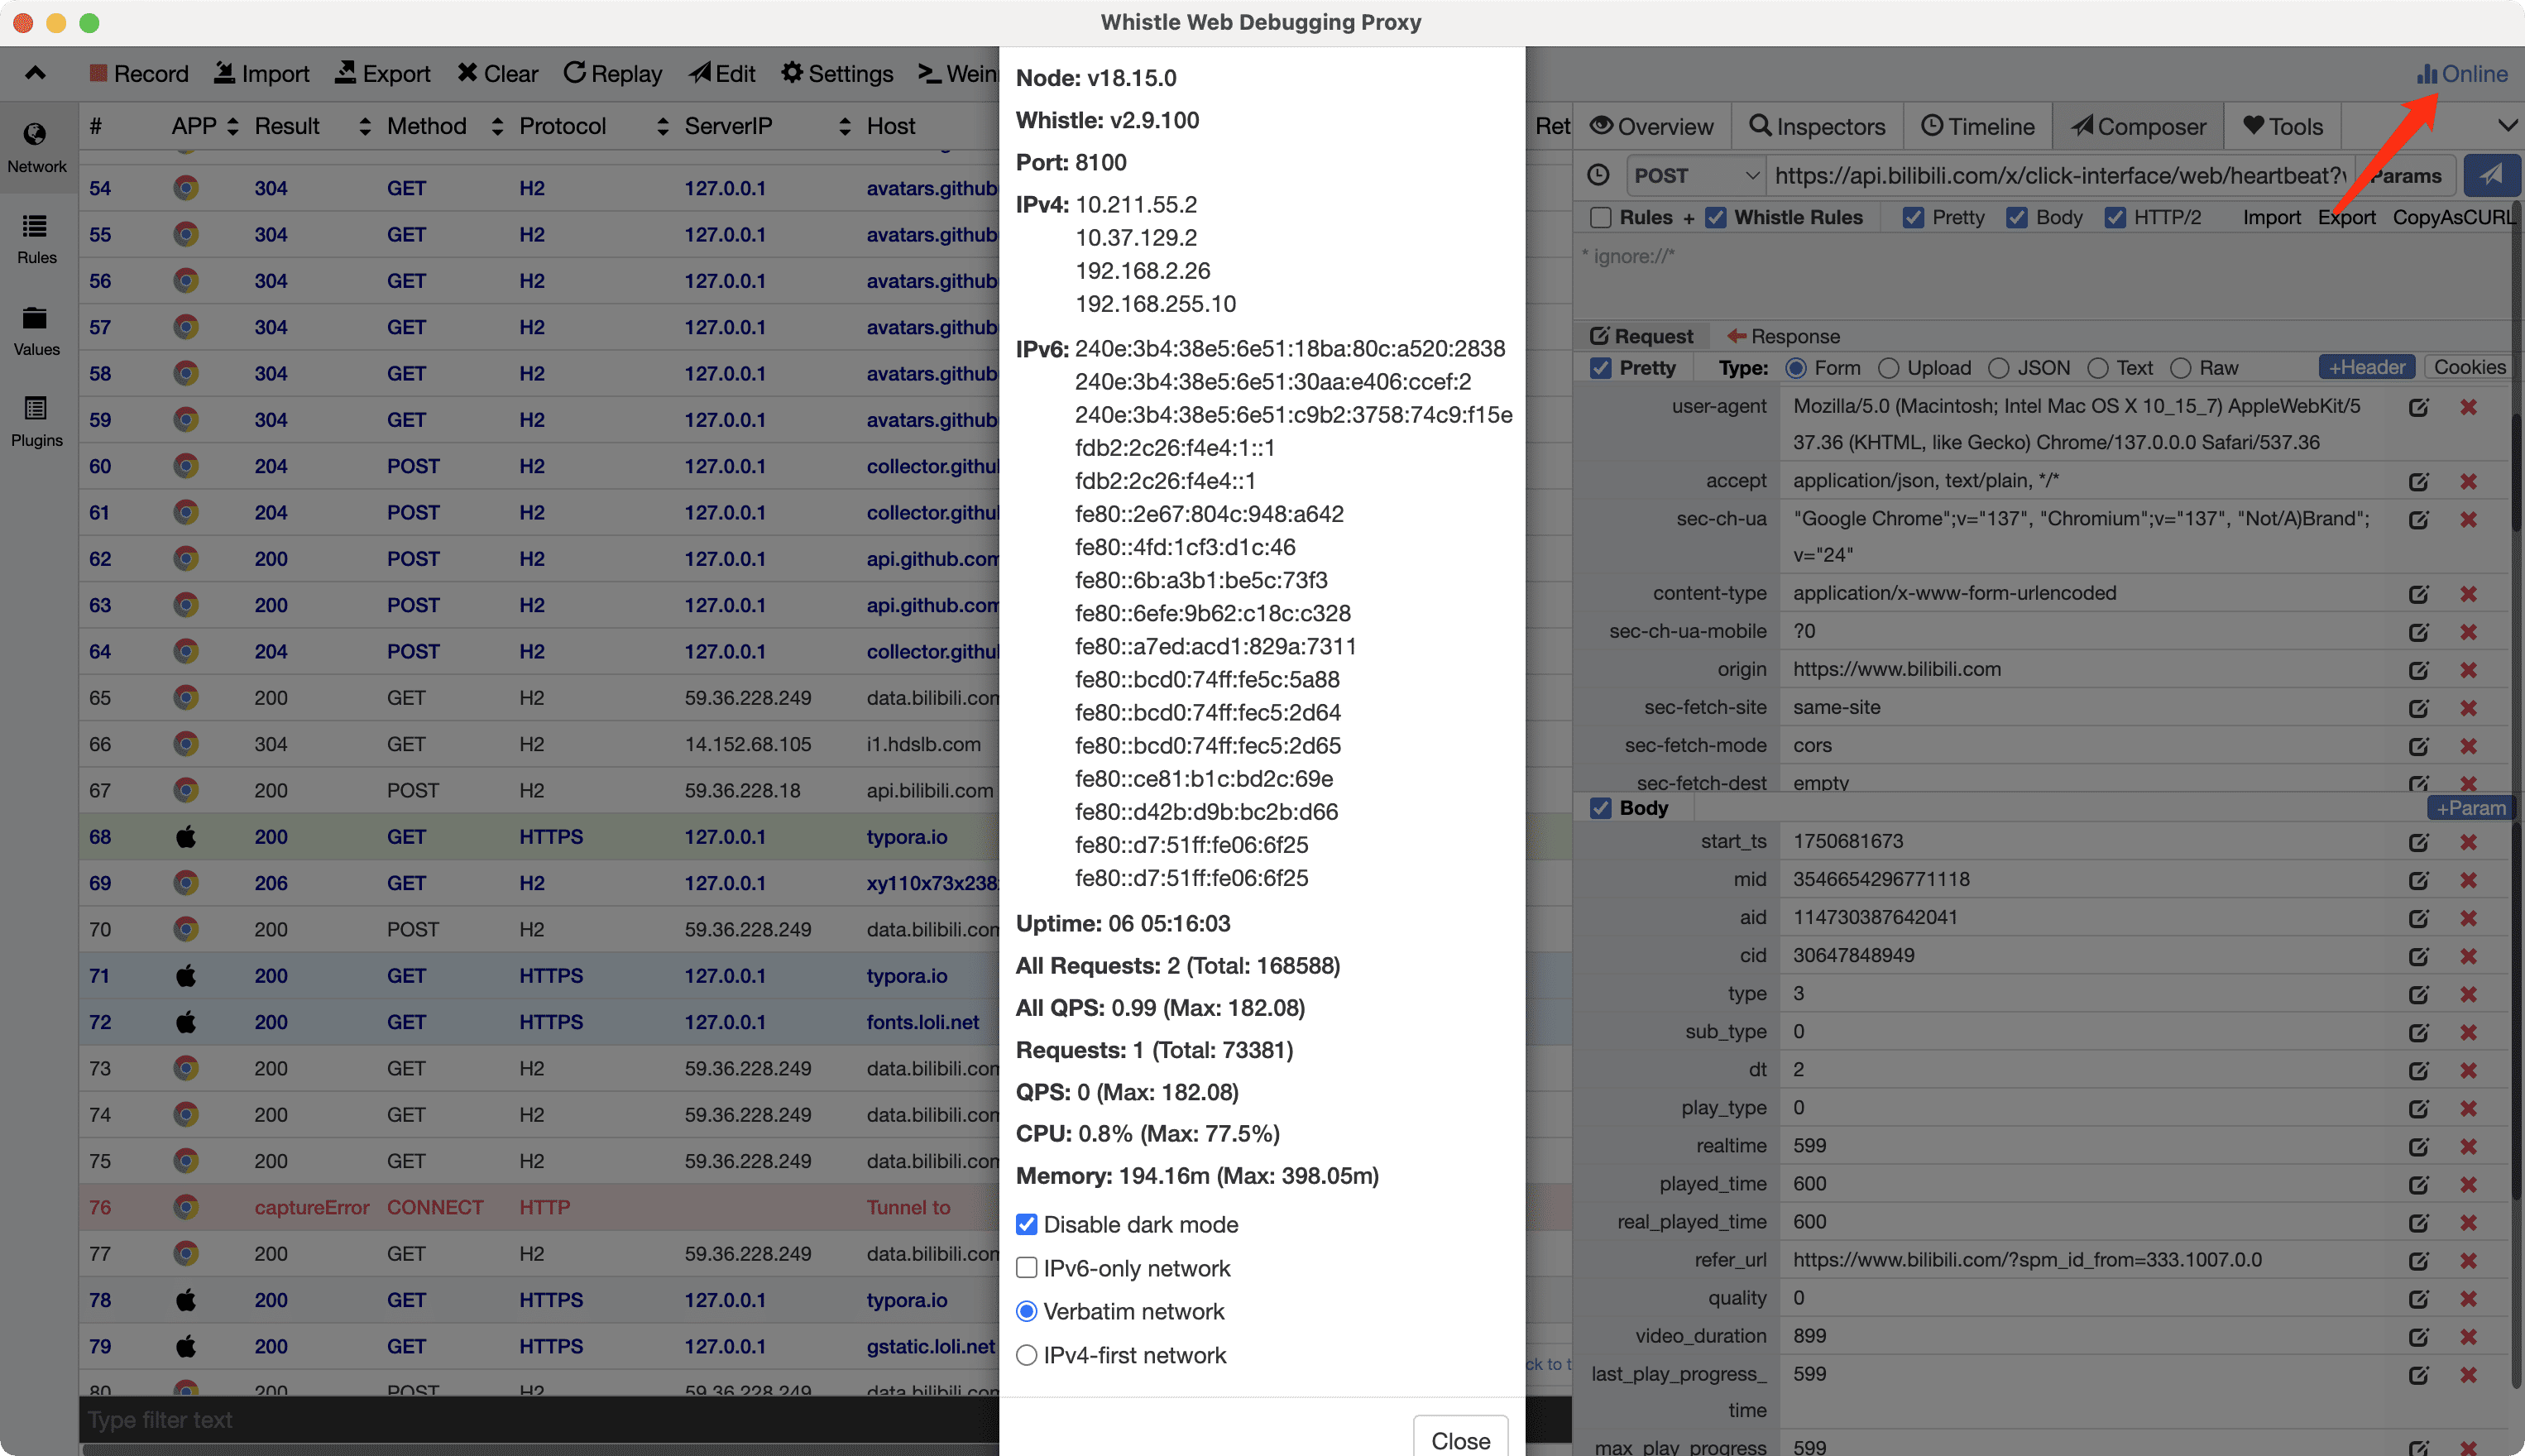 Whistle Web Debugging Proxy
Record Import Export Clear Replay Edit Settings Online
Network
Rules
Values
Plugins
# APP Result Method Protocol ServerIP Host
54 304 GET H2 127.0.0.1 avatars.github
55 304 GET H2 127.0.0.1 avatars.github
56 304 GET H2 127.0.0.1 avatars.github
57 304 GET H2 127.0.0.1 avatars.github
58 304 GET H2 127.0.0.1 avatars.github
59 304 GET H2 127.0.0.1 avatars.github
60 204 POST H2 127.0.0.1 collector.githu
61 200 POST H2 127.0.0.1 collector.githu
62 200 POST H2 127.0.0.1 api.github.com
63 200 POST H2 127.0.0.1 api.github.com
64 204 POST H2 127.0.0.1 collector.githu
65 200 GET H2 59.36.228.249 data.bilibili.com
66 304 GET H2 14.152.68.105 i1.hdslb.com
67 200 POST H2 59.36.228.18 api.bilibili.com
68 200 GET HTTPS 127.0.0.1 typora.io
69 206 GET H2 127.0.0.1 xy110x73x238
70 200 POST H2 59.36.228.249 data.bilibili.com
71 200 GET HTTPS 127.0.0.1 typora.io
72 200 GET HTTPS 127.0.0.1 fonts.loli.net
73 200 GET H2 59.36.228.249 data.bilibili.com
74 200 GET H2 59.36.228.249 data.bilibili.com
75 200 GET H2 59.36.228.249 data.bilibili.com
76 captureError CONNECT HTTP Tunnel to
77 200 GET H2 59.36.228.249 data.bilibili.com
78 200 GET HTTPS 127.0.0.1 typora.io
79 200 GET HTTPS 127.0.0.1 gstatic.loli.net
80 200 POST H2 59.36.228.249 data.bilibili.com
Type filter text
Node: v18.15.0
Whistle: v2.9.100
Port: 8100
IPv4: 10.211.55.2
10.37.129.2
192.168.2.26
192.168.255.10
IPv6: 240e:3b4:38e5:6e51:18ba:80c:a520:2838
240e:3b4:38e5:6e51:30aa:e406:ccef:2
240e:3b4:38e5:6e51:c9b2:3758:74c9:f15e
fdb2:2c26:f4e4:1::1
fdb2:2c26:f4e4::1
fe80::2e67:804c:948:a642
fe80::4fd:1cf3:d1c:46
fe80::6b:a3b1:be5c:73f3
fe80::6efe:9b62:c18c:c328
fe80::a7ed:acd1:829a:7311
fe80::bcd0:74ff:fe5c:5a88
fe80::bcd0:74ff:fec5:2d64
fe80::bcd0:74ff:fec5:2d65
fe80::ce81:b1c:bd2c:69e
fe80::d42b:d9b:bc2b:d66
fe80::d7:51ff:fe06:6f25
fe80::d7:51ff:fe06:6f25
Uptime: 06 05:16:03
All Requests: 2 (Total: 168588)
All QPS: 0.99 (Max: 182.08)
Requests: 1 (Total: 73381)
QPS: 0 (Max: 182.08)
CPU: 0.8% (Max: 77.5%)
Memory: 194.16m (Max: 398.05m)
Disable dark mode
IPv6-only network
Verbatim network
IPv4-first network
Close
Overview Inspectors Timeline Composer Tools
POST https://api.bilibili.com/x/click-interface/web/heartbeat? Params
Rules + Whistle Rules Pretty Body HTTP/2 Import Export CopyAsCURL
* ignore://*
Request Response
Pretty Type: Form Upload JSON Text Raw +Header Cookies
user-agent Mozilla/5.0 (Macintosh; Intel Mac OS X 10_15_7) AppleWebKit/5
37.36 (KHTML, like Gecko) Chrome/137.0.0.0 Safari/537.36
accept application/json, text/plain, */*
sec-ch-ua "Google Chrome";v="137", "Chromium";v="137", "Not/A)Brand";
v="24"
content-type application/x-www-form-urlencoded
sec-ch-ua-mobile ?0
origin https://www.bilibili.com
sec-fetch-site same-site
sec-fetch-mode cors
sec-fetch-dest empty
Body +Param
start_ts 1750681673
mid 3546654296771118
aid 114730387642041
cid 30647848949
type 3
sub_type 0
dt 2
play_type 0
realtime 599
played_time 600
real_played_time 600
refer_url https://www.bilibili.com/?spm_id_from=333.1007.0.0
quality 0
video_duration 899
last_play_progress_ 599
time
max_play_progress 599